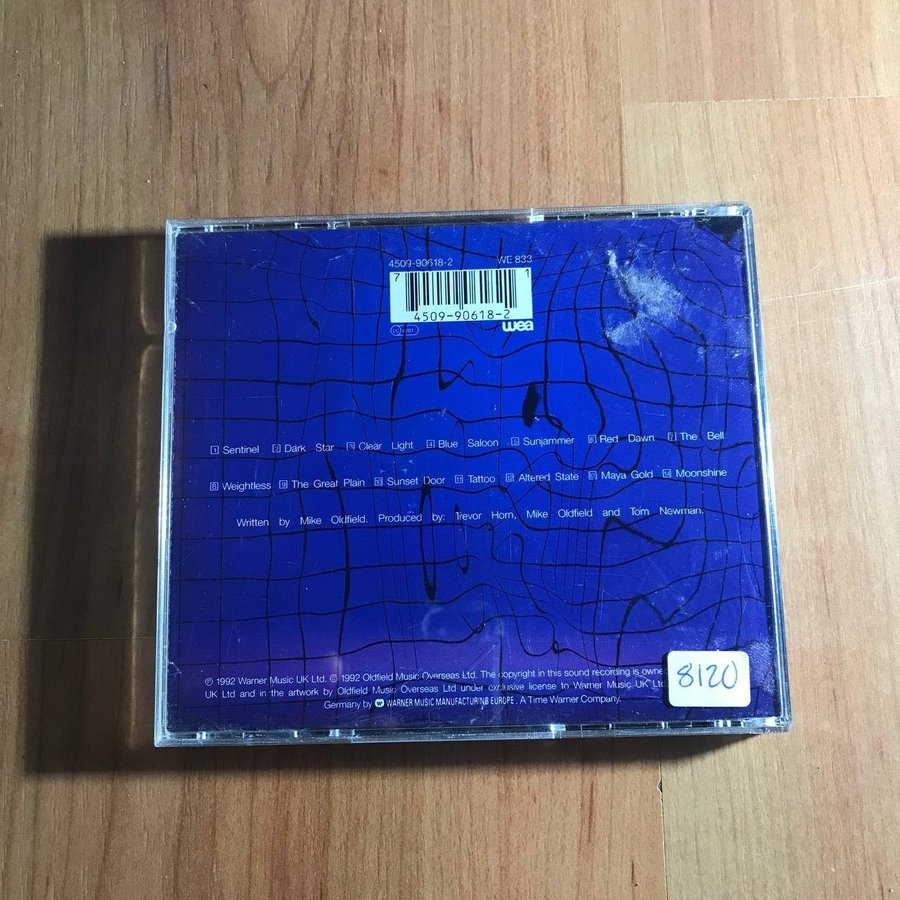 4509-90618-2 WE 833
7 1
4509-90618-2
wea
1 Sentinel 2 Dark Star 3 Clear Light 4 Blue Saloon 5 Sunjammer 6 Red Dawn 7 The Bell
8 Weightless 9 The Great Plain 10 Sunset Door 11 Tattoo 12 Altered State 13 Maya Gold 14 Moonshine
Written by Mike Oldfield. Produced by: Trevor Horn, Mike Oldfield and Tom Newman.
℗ 1992 Warner Music UK Ltd. © 1992 Oldfield Music Overseas Ltd. The copyright in this sound recording is owne
UK Ltd and in the artwork by Oldfield Music Overseas Ltd under exclusive license to Warner Music UK
Germany by WARNER MUSIC MANUFACTURING EUROPE. A Time Warner Company.
8120